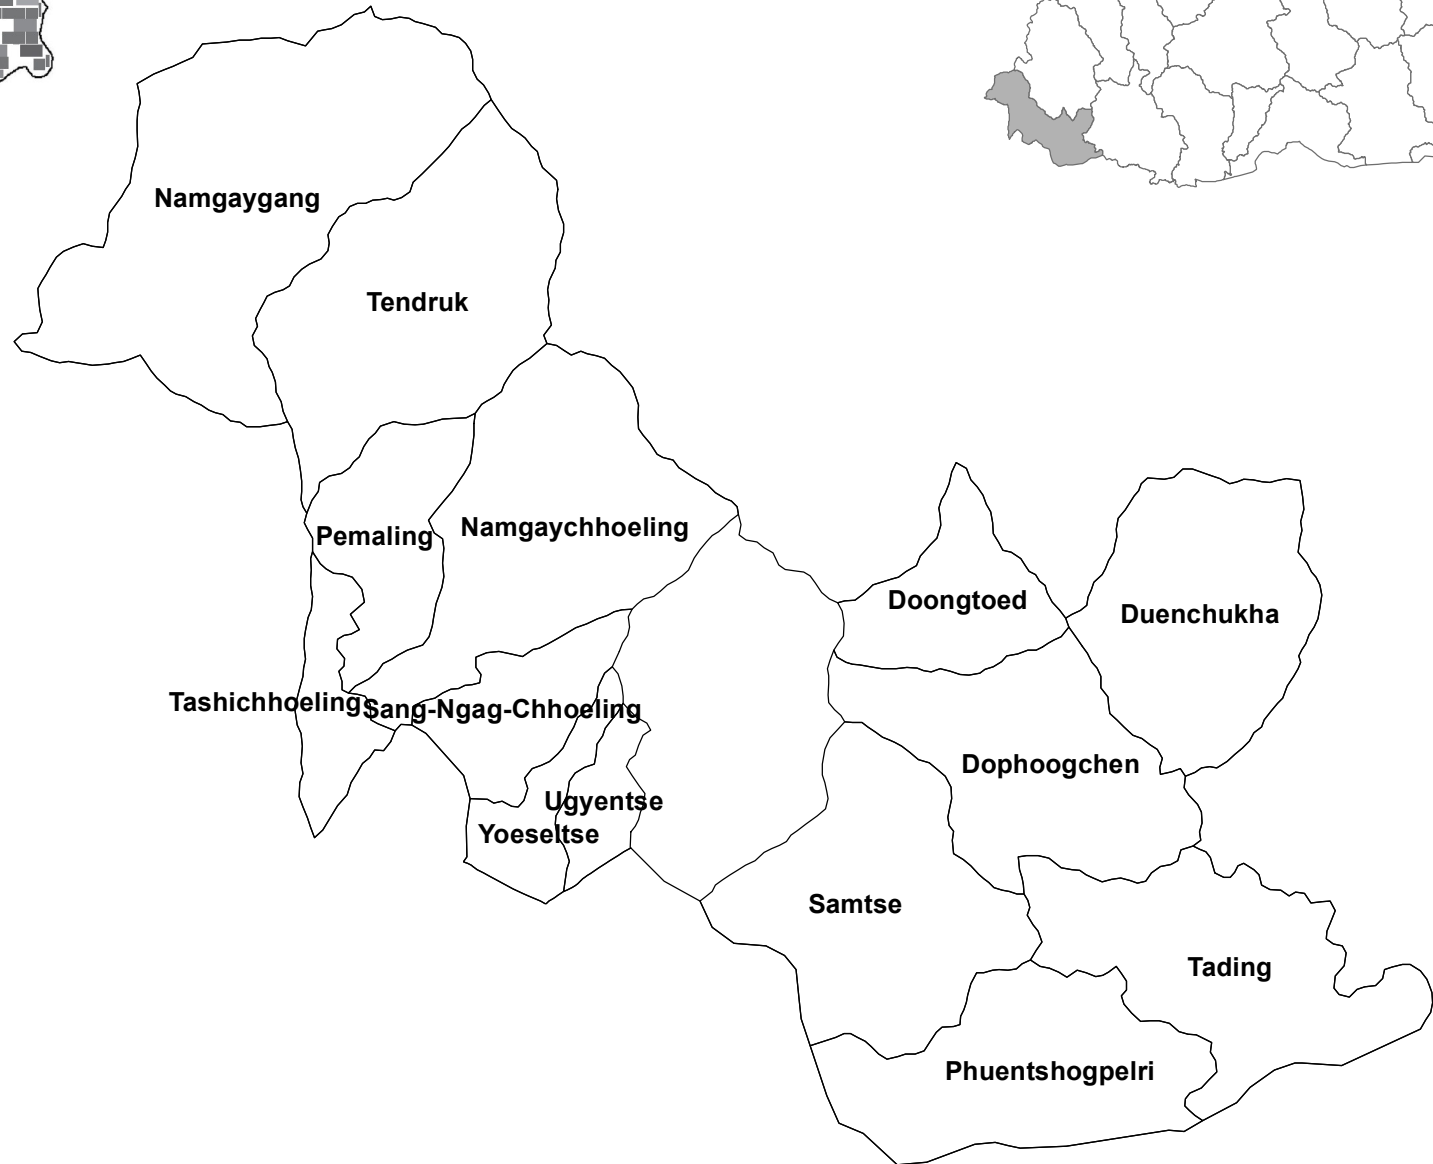 Namgaygang
Tendruk
Pemaling
Namgaychhoeling
Doongtoed
Duenchukha
Tashichhoeling
Sang-Ngag-Chhoeling
Dophoogchen
Ugyentse
Yoeseltse
Samtse
Tading
Phuentshogpelri